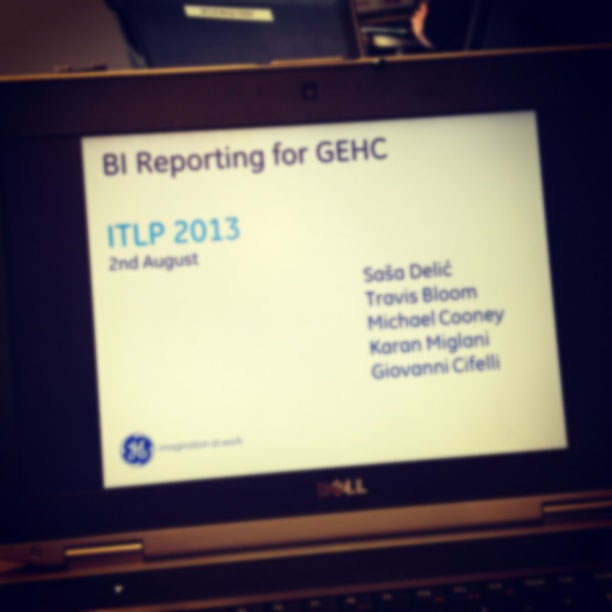 BI Reporting for GEHC
ITLP 2013
2nd August
Saša Delić
Travis Bloom
Michael Cooney
Karan Miglani
Giovanni Cifelli
GE imagination at work
DELL